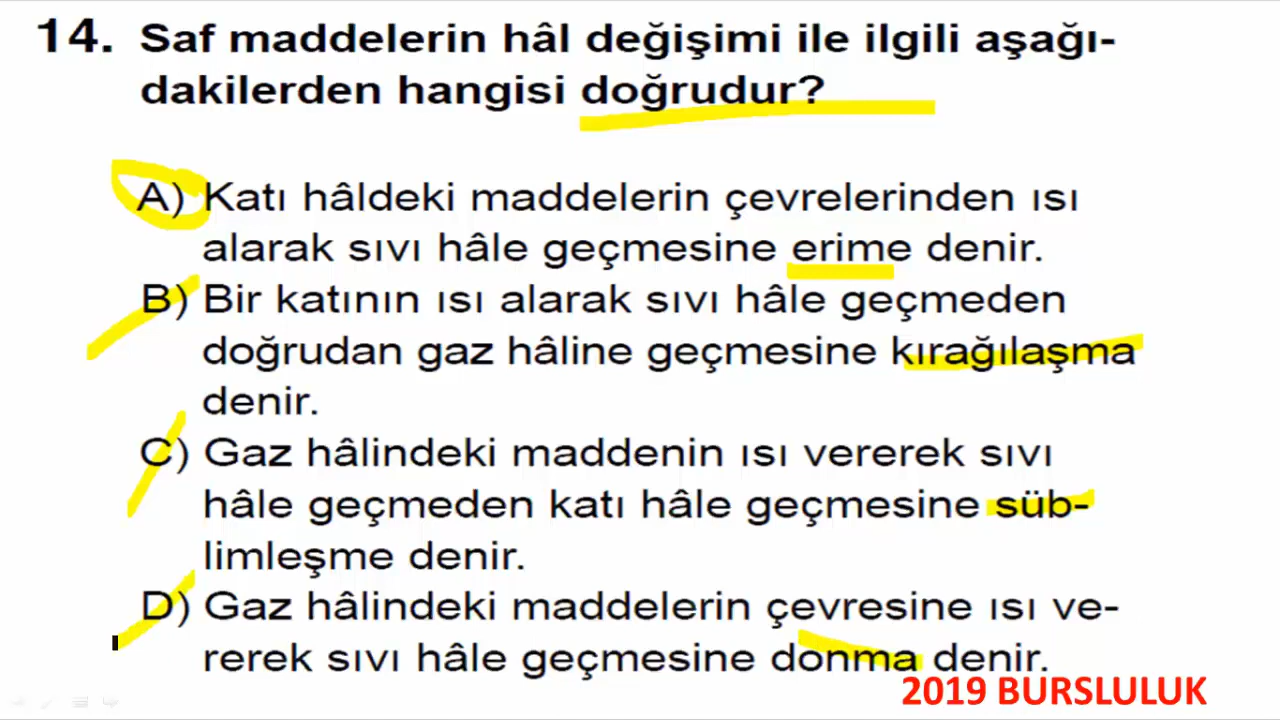 14. Saf maddelerin hâl değişimi ile ilgili aşağı-
dakilerden hangisi doğrudur?
A) Katı hâldeki maddelerin çevrelerinden ısı
alarak sıvı hâle geçmesine erime denir.
B) Bir katının ısı alarak sıvı hâle geçmeden
doğrudan gaz hâline geçmesine kırağılaşma
denir.
C) Gaz hâlindeki maddenin ısı vererek sıvı
hâle geçmeden katı hâle geçmesine süb-
limleşme denir.
D) Gaz hâlindeki maddelerin çevresine ısı ve-
rerek sıvı hâle geçmesine donma denir.
2019 BURSLULUK